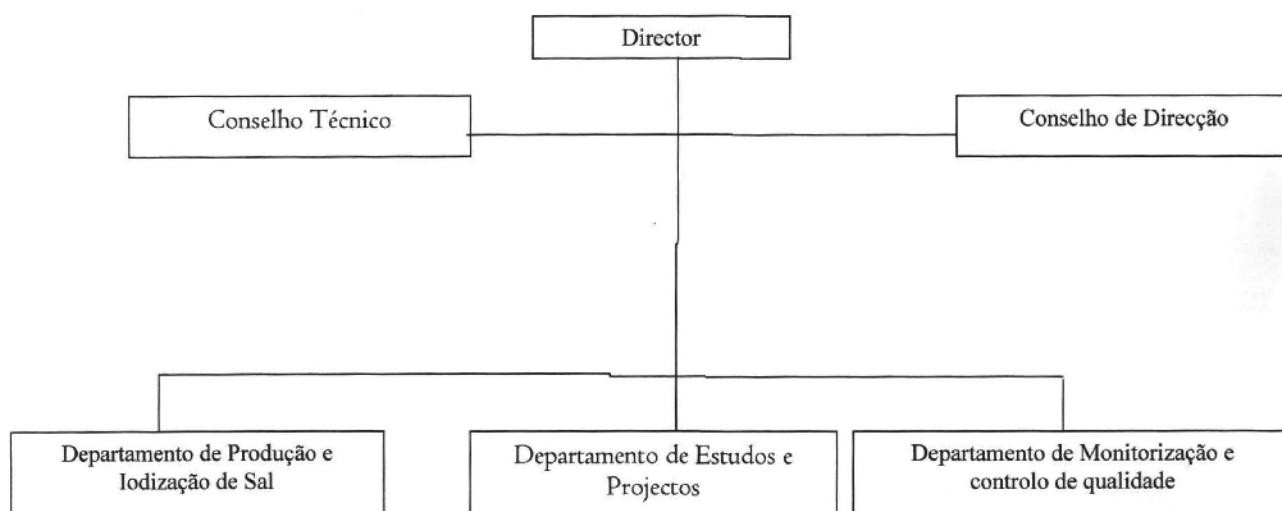 Director
Conselho Técnico
Conselho de Direcção
Departamento de Produção e
Iodização de Sal
Departamento de Estudos e
Projectos
Departamento de Monitorização e
controlo de qualidade